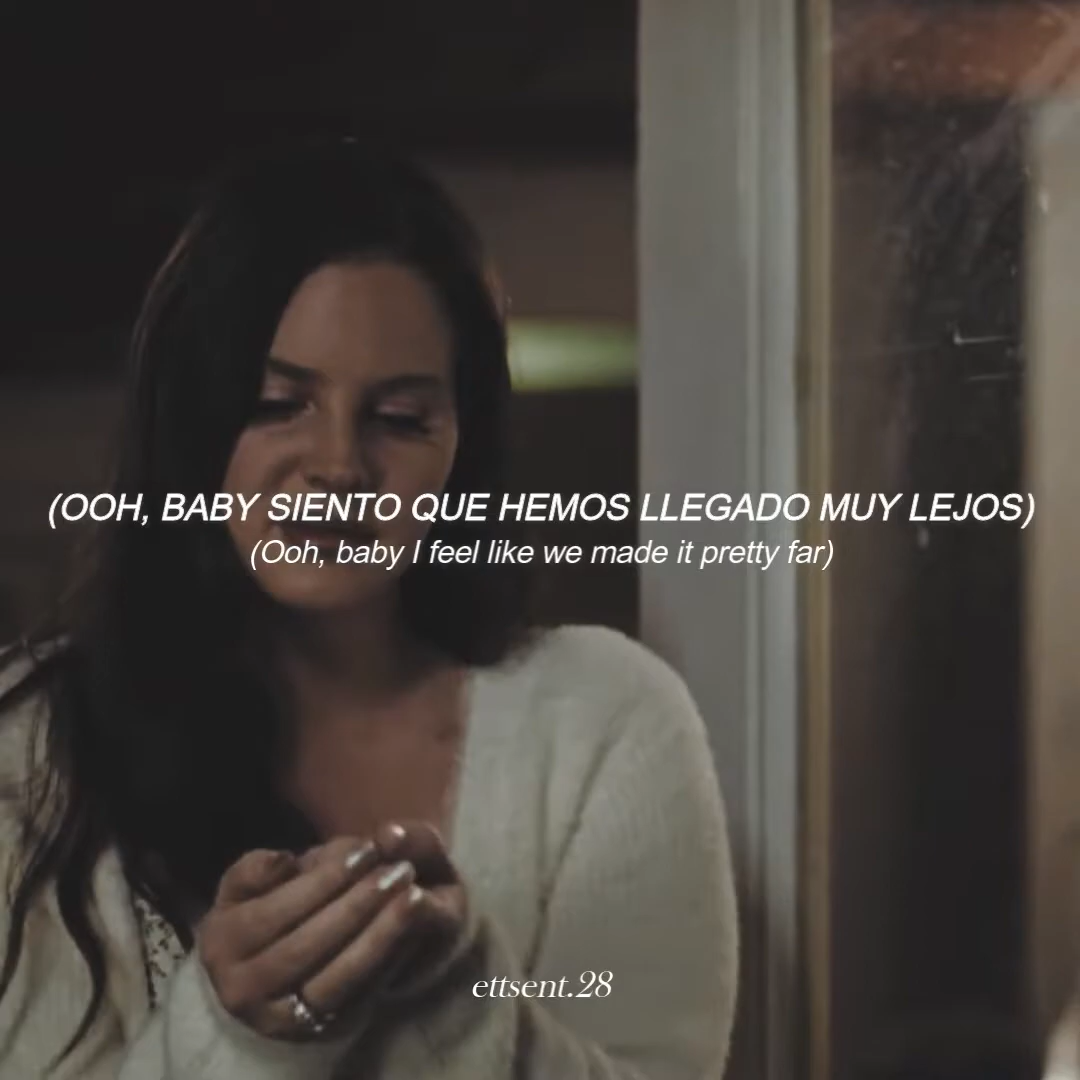 (OOH, BABY SIENTO QUE HEMOS LLEGADO MUY LEJOS)
(Ooh, baby I feel like we made it pretty far)
ettsent.28